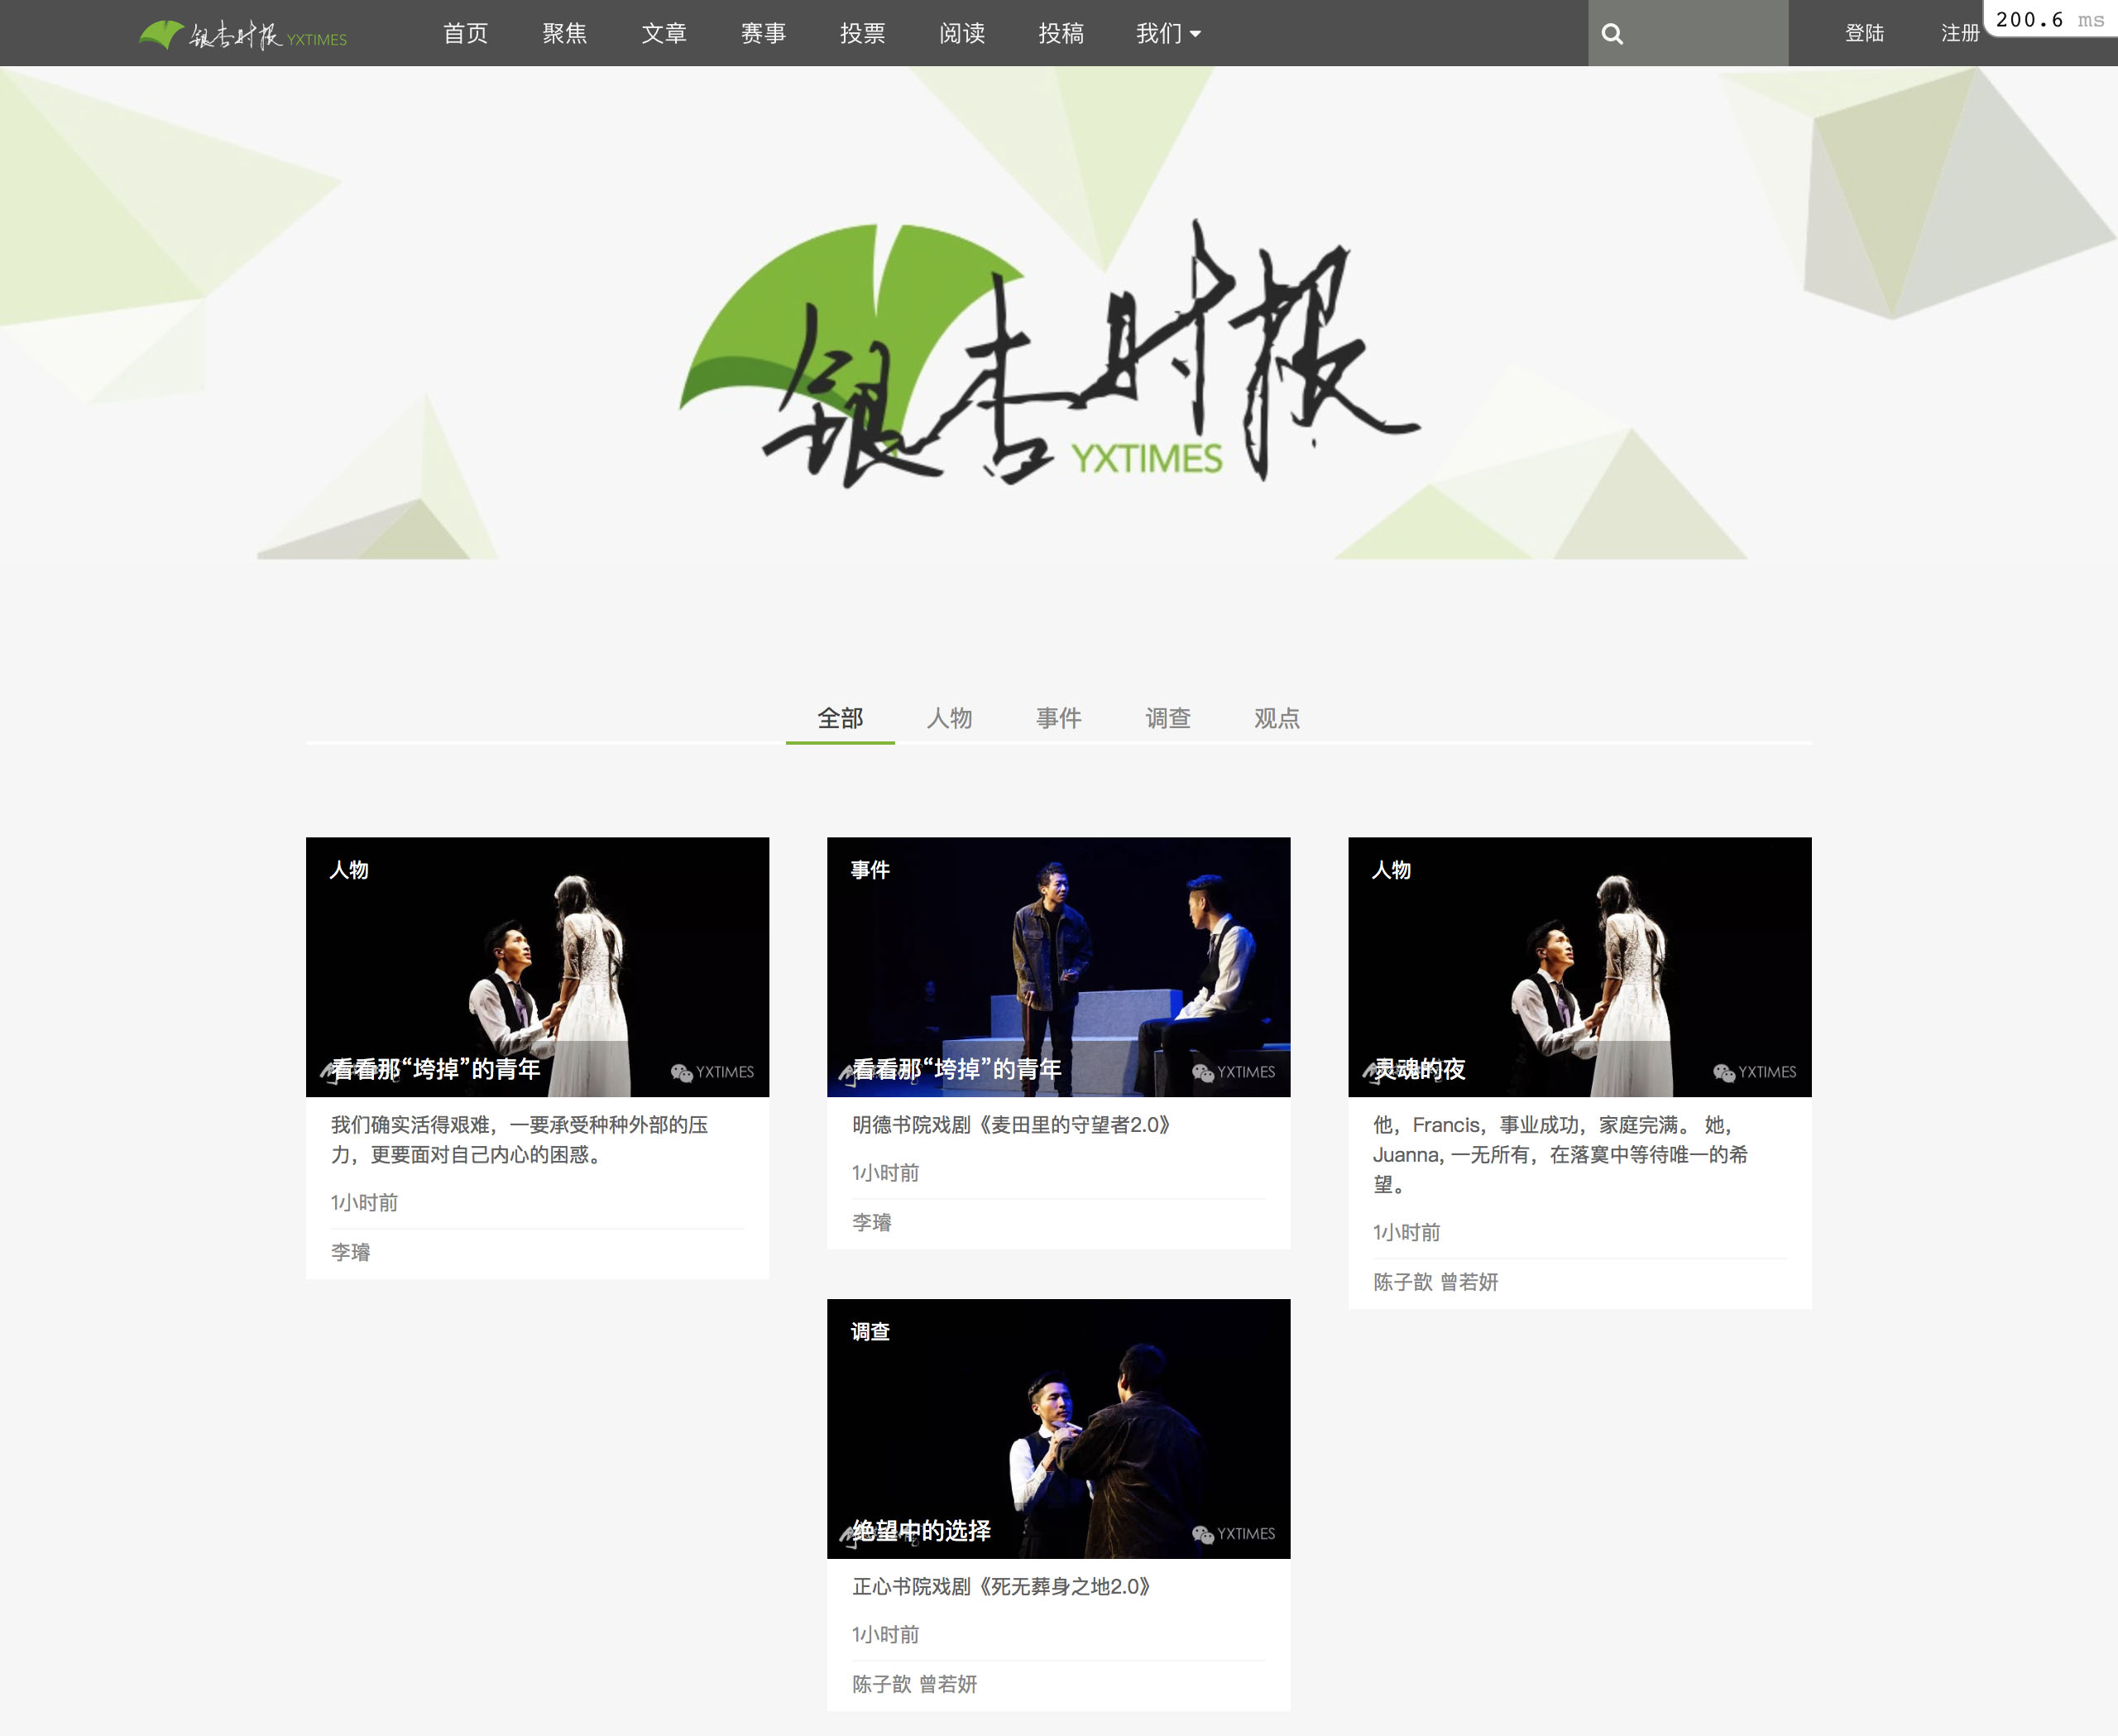 银杏时报 YXTIMES
首页 聚焦 文章 赛事 投票 阅读 投稿 我们
登陆 注册
200.6 ms
银杏时报
YXTIMES
全部 人物 事件 调查 观点
人物
看看那“垮掉”的青年
YXTIMES
我们确实活得艰难，一要承受种种外部的压
力，更要面对自己内心的困惑。
1小时前
李璿
事件
看看那“垮掉”的青年
YXTIMES
明德书院戏剧《麦田里的守望者2.0》
1小时前
李璿
人物
灵魂的夜
YXTIMES
他，Francis，事业成功，家庭完满。 她，
Juanna, 一无所有，在落寞中等待唯一的希
望。
1小时前
陈子歆 曾若妍
调查
绝望中的选择
YXTIMES
正心书院戏剧《死无葬身之地2.0》
1小时前
陈子歆 曾若妍